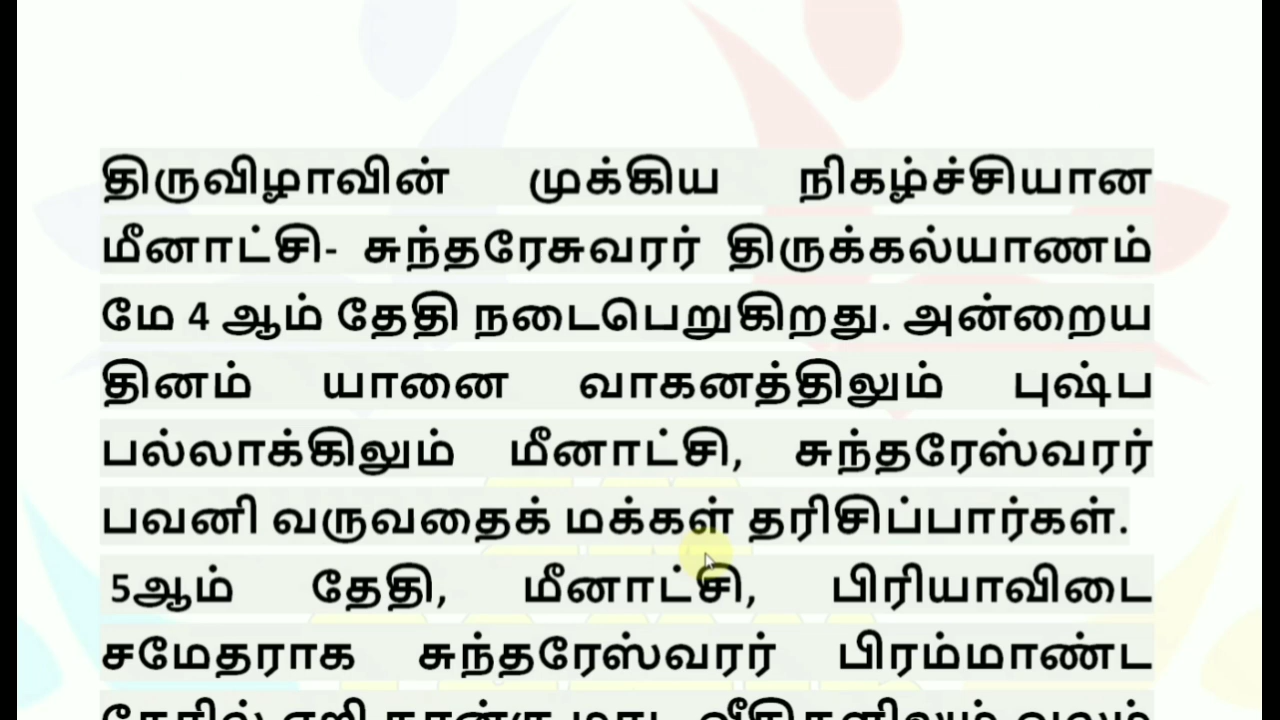 திருவிழாவின் முக்கிய நிகழ்ச்சியான
மீனாட்சி- சுந்தரேசுவரர் திருக்கல்யாணம்
மே 4 ஆம் தேதி நடைபெறுகிறது. அன்றைய
தினம் யானை வாகனத்திலும் புஷ்ப
பல்லாக்கிலும் மீனாட்சி, சுந்தரேஸ்வரர்
பவனி வருவதைக் மக்கள் தரிசிப்பார்கள்.
5ஆம் தேதி, மீனாட்சி, பிரியாவிடை
சமேதராக சுந்தரேஸ்வரர் பிரம்மாண்ட